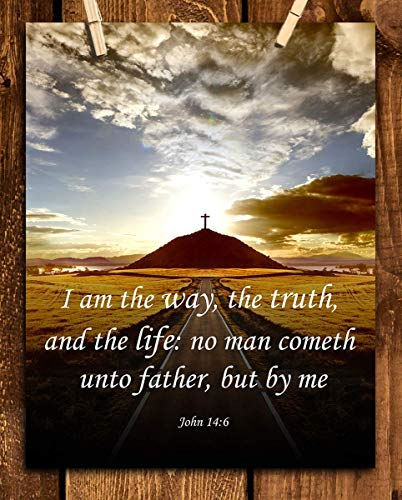 I am the way, the truth,
and the life: no man cometh
unto father, but by me
John 14:6